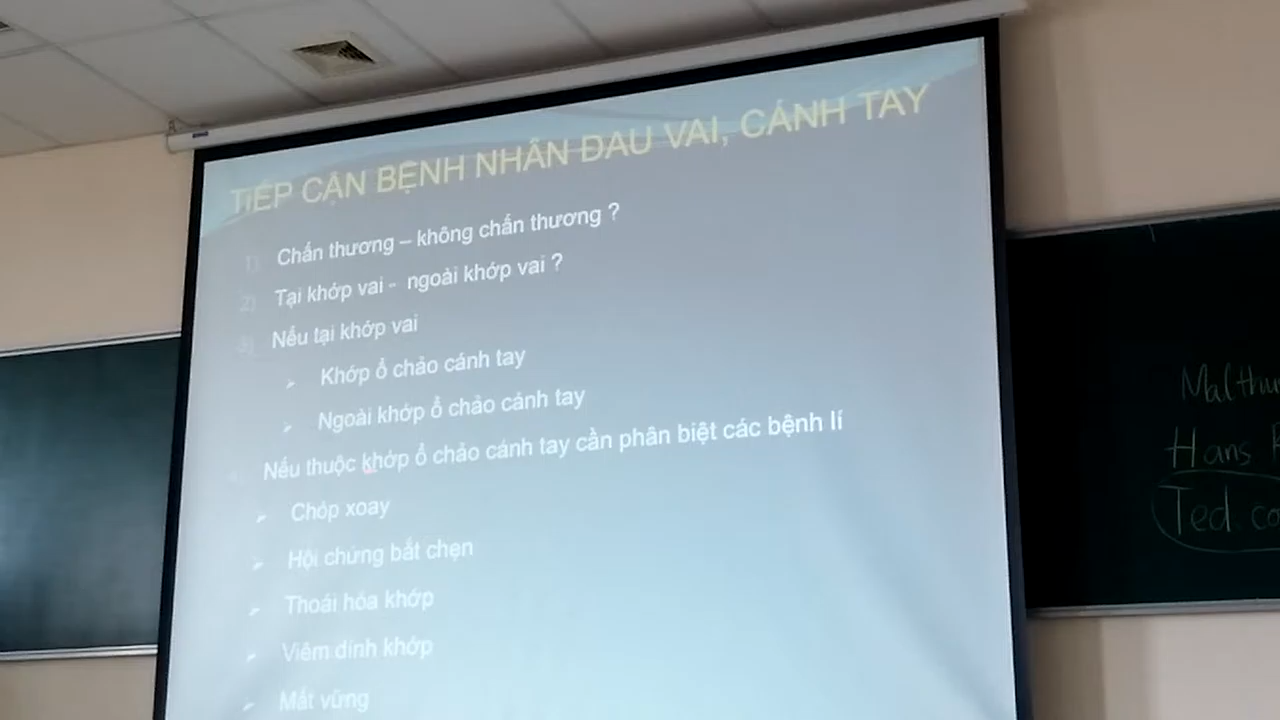 TIẾP CẬN BỆNH NHÂN ĐAU VAI, CÁNH TAY
1) Chấn thương – không chấn thương ?
2) Tại khớp vai - ngoài khớp vai ?
3) Nếu tại khớp vai
➢ Khớp ổ chảo cánh tay
➢ Ngoài khớp ổ chảo cánh tay
Nếu thuộc khớp ổ chảo cánh tay cần phân biệt các bệnh lí
➢ Chóp xoay
➢ Hội chứng bắt chẹn
➢ Thoái hóa khớp
➢ Viêm dính khớp
➢ Mất vững
Hans
Ted.